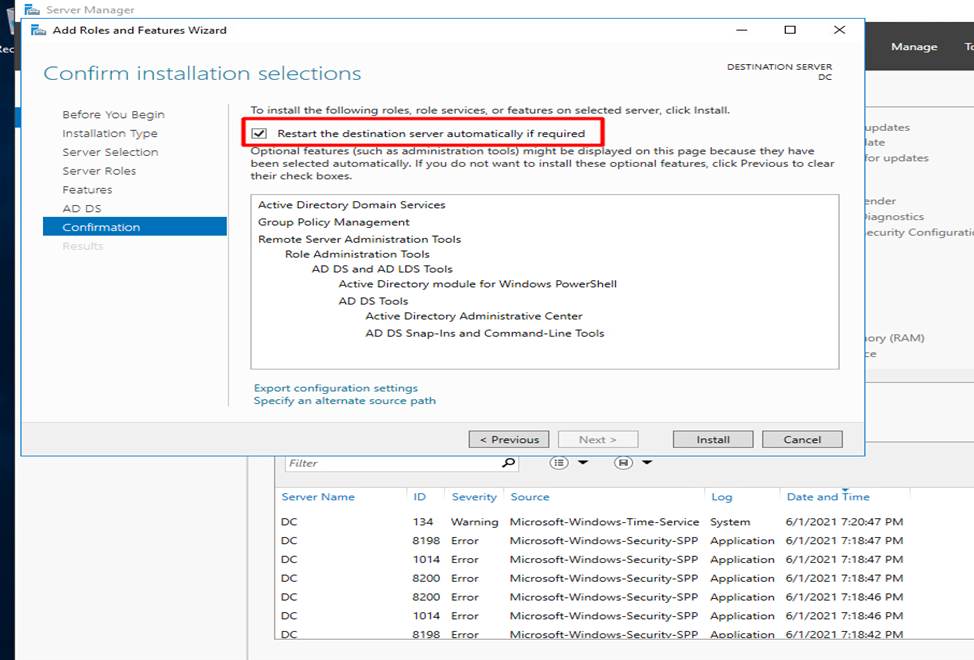 Server Manager
Add Roles and Features Wizard
Manage
Confirm installation selections
DESTINATION SERVER
DC
Before You Begin
Installation Type
Server Selection
Server Roles
Features
AD DS
Confirmation
Results
To install the following roles, role services, or features on selected server, click Install.
Restart the destination server automatically if required
Optional features (such as administration tools) might be displayed on this page because they have
been selected automatically. If you do not want to install these optional features, click Previous to clear
their check boxes.
Active Directory Domain Services
Group Policy Management
Remote Server Administration Tools
Role Administration Tools
AD DS and AD LDS Tools
Active Directory module for Windows PowerShell
AD DS Tools
Active Directory Administrative Center
AD DS Snap-Ins and Command-Line Tools
Export configuration settings
Specify an alternate source path
< Previous
Next >
Install
Cancel
updates
for updates
(RAM)
Filter
Server Name ID Severity Source Log Date and Time
DC 134 Warning Microsoft-Windows-Time-Service System 6/1/2021 7:20:47 PM
DC 8198 Error Microsoft-Windows-Security-SPP Application 6/1/2021 7:18:47 PM
DC 1014 Error Microsoft-Windows-Security-SPP Application 6/1/2021 7:18:47 PM
DC 8200 Error Microsoft-Windows-Security-SPP Application 6/1/2021 7:18:47 PM
DC 8200 Error Microsoft-Windows-Security-SPP Application 6/1/2021 7:18:46 PM
DC 1014 Error Microsoft-Windows-Security-SPP Application 6/1/2021 7:18:46 PM
DC 8198 Error Microsoft-Windows-Security-SPP Application 6/1/2021 7:18:42 PM